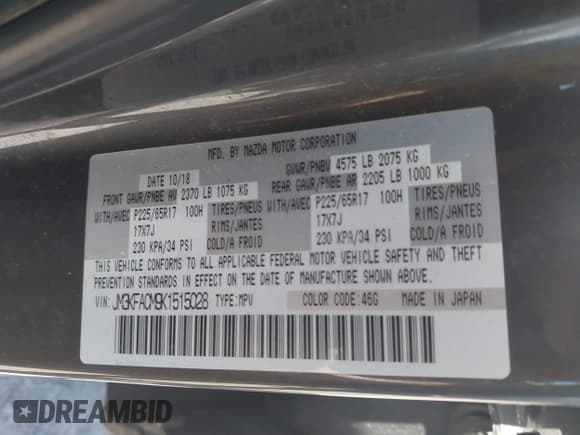 MFD. BY MAZDA MOTOR CORPORATION
DATE 10/18 GVWR/PNBV 4575 LB 2075 KG
FRONT GAWR/PNBE AV 2370 LB 1075 KG REAR GAWR/PNBE AR 2205 LB 1000 KG
WITH/AVEC P225/65R17 100H TIRES/PNEUS WITH/AVEC P225/65R17 100H TIRES/PNEUS
17X7J RIMS/JANTES 17X7J RIMS/JANTES
230 KPA/34 PSI COLD/A FROID 230 KPA/34 PSI COLD/A FROID
THIS VEHICLE CONFORMS TO ALL APPLICABLE FEDERAL MOTOR VEHICLE SAFETY AND THEFT
PREVENTION STANDARDS IN EFFECT ON THE DATE OF MANUFACTURE SHOWN ABOVE.
VIN: JM3KFACM9K1515028 TYPE:MPV COLOR CODE:46G MADE IN JAPAN
DREAMBID